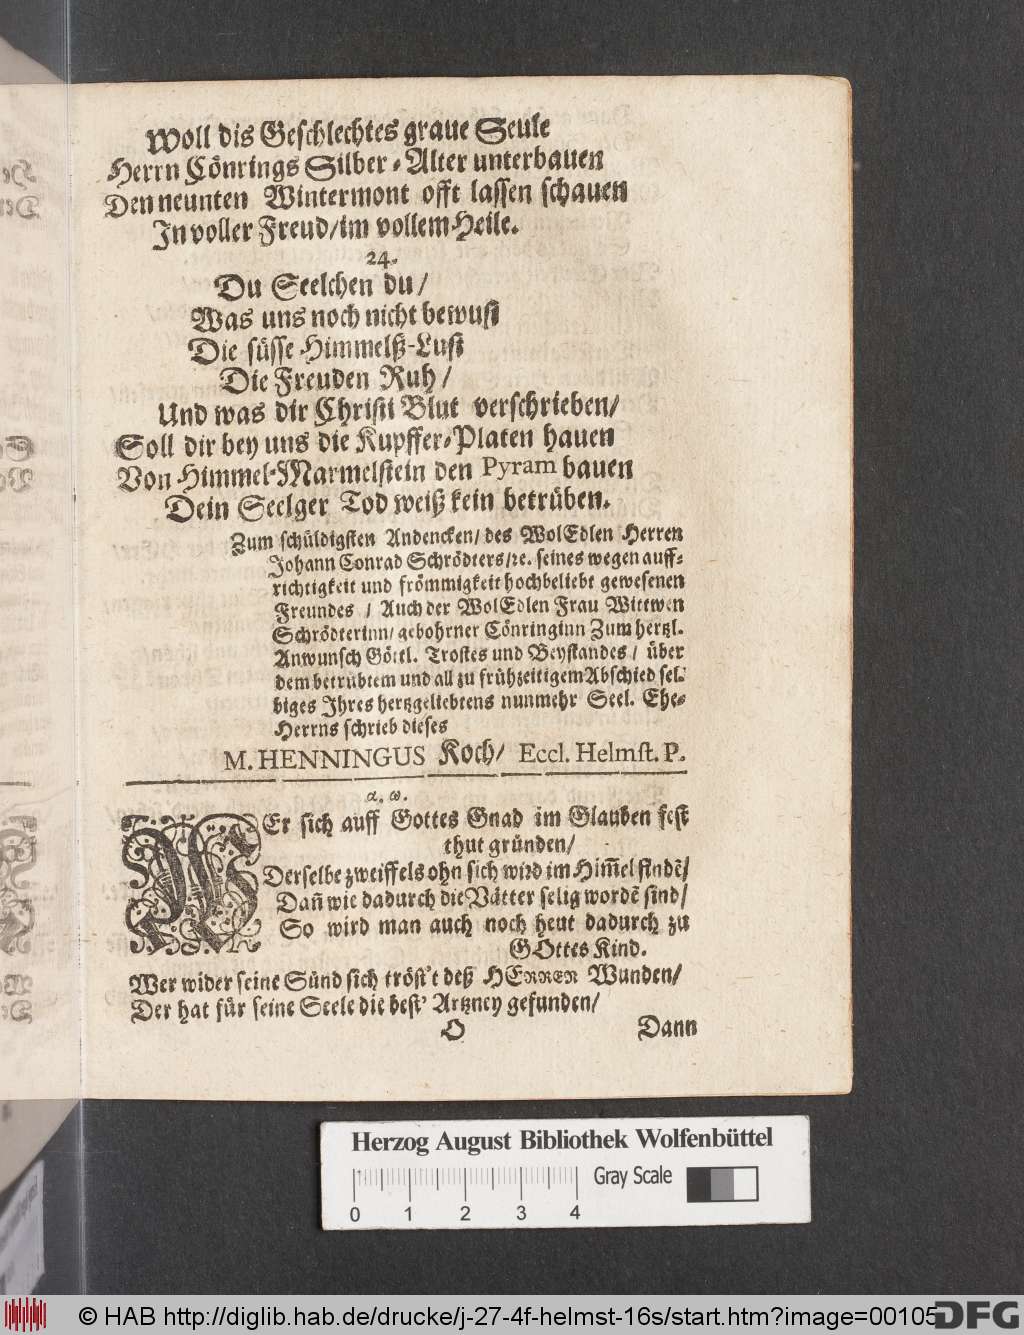 Woll dis Geschlechtes graue Seule
Herrn Cönrings Silber-Alter unterbauen
Den neunten Wintermont offt lassen schauen
In voller Freud/im vollem Heile.
24.
Du Seelchen du/
Was uns noch nicht bewust
Die süsse Himmelß-Lust
Die Freuden Ruh/
Und was dir Christi Blut verschrieben/
Soll dir bey uns die Kupffer-Platen hauen
Von Himmel-Marmelstein den Pyram bauen
Dein Seelger Tod weiß kein betrüben.
Zum schüldigsten Andencken/ des WolEdlen Herren
Johann Conrad Schrödters/ꝛc. seines wegen auff-
richtigkeit und frömmigkeit hochbeliebt gewesenen
Freundes / Auch der WolEdlen Frau Wittwen
Schrödterinn/ gebohrner Cönringinn Zum hertzl.
Anwunsch Göttl. Trostes und Beystandes / über
dem betrübtem und all zu frühzeitigem Abschied sel-
biges Ihres hertzgeliebtens nunmehr Seel. Ehe-
Herrns schrieb dieses
M. HENNINGUS Koch/ Eccl. Helmst. P.
α. ω.
WEr sich auff Gottes Gnad im Glauben fest
thut gründen/
Derselbe zweiffels ohn sich wird im Him̅el findē/
Dan̅ wie dadurch die Vätter selig wordē sind/
So wird man auch noch heut dadurch zu
GOttes Kind.
Wer wider seine Sünd sich tröst't deß HERREN Wunden/
Der hat für seine Seele die best' Artzney gefunden/
O Dann
Herzog August Bibliothek Wolfenbüttel
Gray Scale
0 1 2 3 4
© HAB http://diglib.hab.de/drucke/j-27-4f-helmst-16s/start.htm?image=00105
DFG